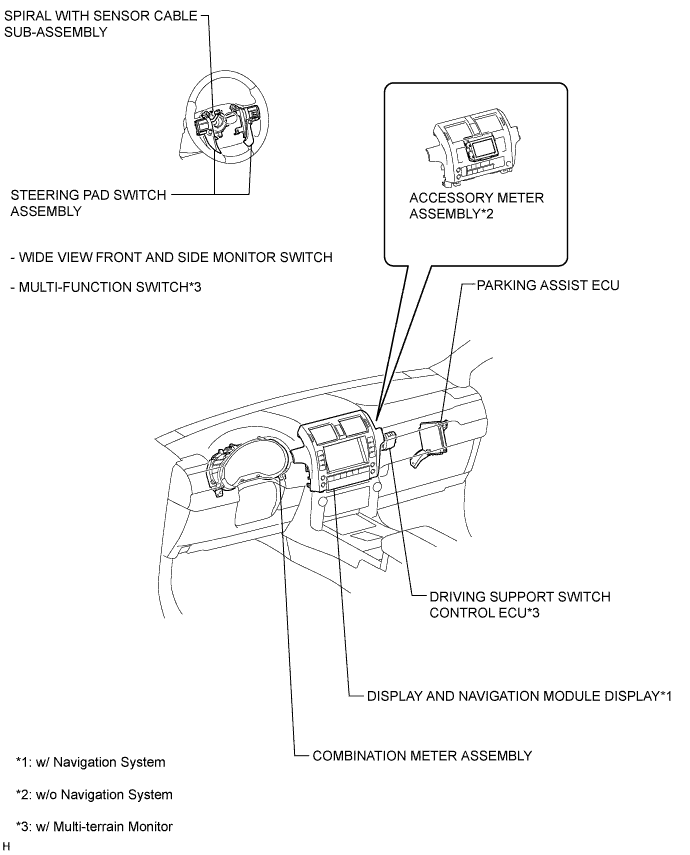 SPIRAL WITH SENSOR CABLE
SUB-ASSEMBLY
STEERING PAD SWITCH
ASSEMBLY
- WIDE VIEW FRONT AND SIDE MONITOR SWITCH
- MULTI-FUNCTION SWITCH*3
ACCESSORY METER
ASSEMBLY*2
PARKING ASSIST ECU
DRIVING SUPPORT SWITCH
CONTROL ECU*3
DISPLAY AND NAVIGATION MODULE DISPLAY*1
COMBINATION METER ASSEMBLY
*1: w/ Navigation System
*2: w/o Navigation System
*3: w/ Multi-terrain Monitor
H